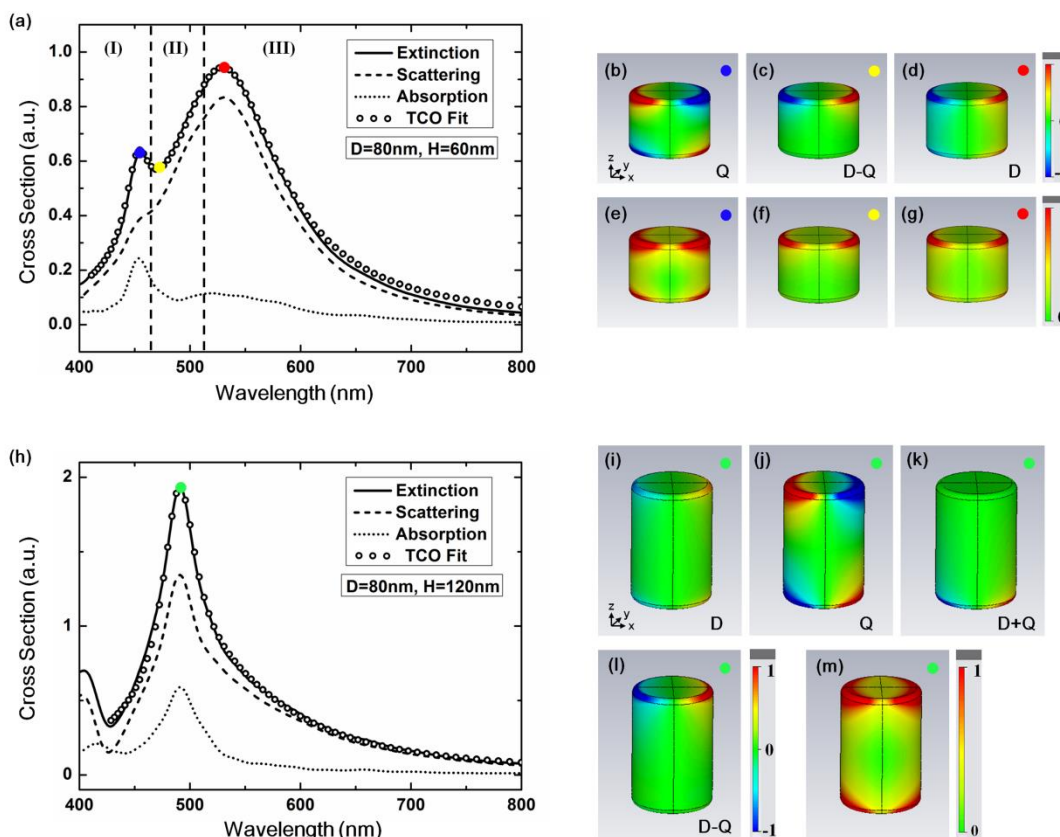 (a)
(I)
(II)
(III)
Extinction
Scattering
Absorption
TCO Fit
D=80nm, H=60nm
Cross Section (a.u.)
1.0
0.8
0.6
0.4
0.2
0.0
400
500
600
700
800
Wavelength (nm)
(b)
z
y
x
Q
(c)
D-Q
(d)
D
(e)
(f)
(g)
(h)
Extinction
Scattering
Absorption
TCO Fit
D=80nm, H=120nm
Cross Section (a.u.)
2
1
0
400
500
600
700
800
Wavelength (nm)
(i)
z
y
x
D
(j)
Q
(k)
D+Q
(l)
D-Q
1
0
-1
(m)
1
0